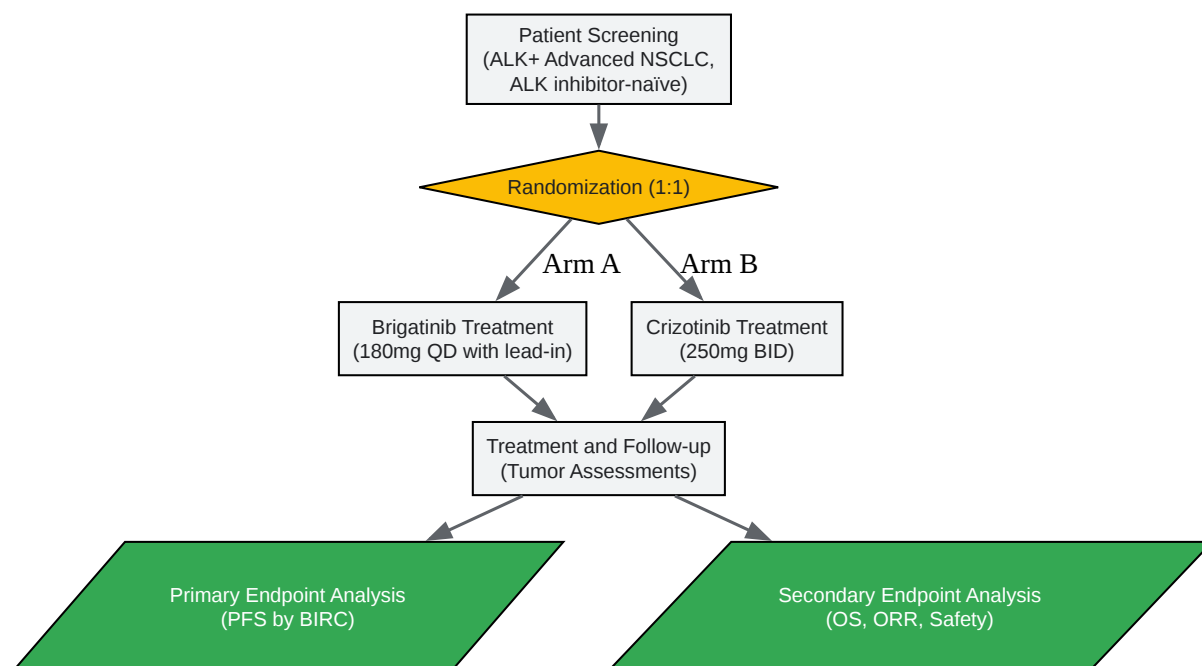 Patient Screening
(ALK+ Advanced NSCLC,
ALK inhibitor-naïve)
Randomization (1:1)
Arm A
Arm B
Brigatinib Treatment
(180mg QD with lead-in)
Crizotinib Treatment
(250mg BID)
Treatment and Follow-up
(Tumor Assessments)
Primary Endpoint Analysis
(PFS by BIRC)
Secondary Endpoint Analysis
(OS, ORR, Safety)